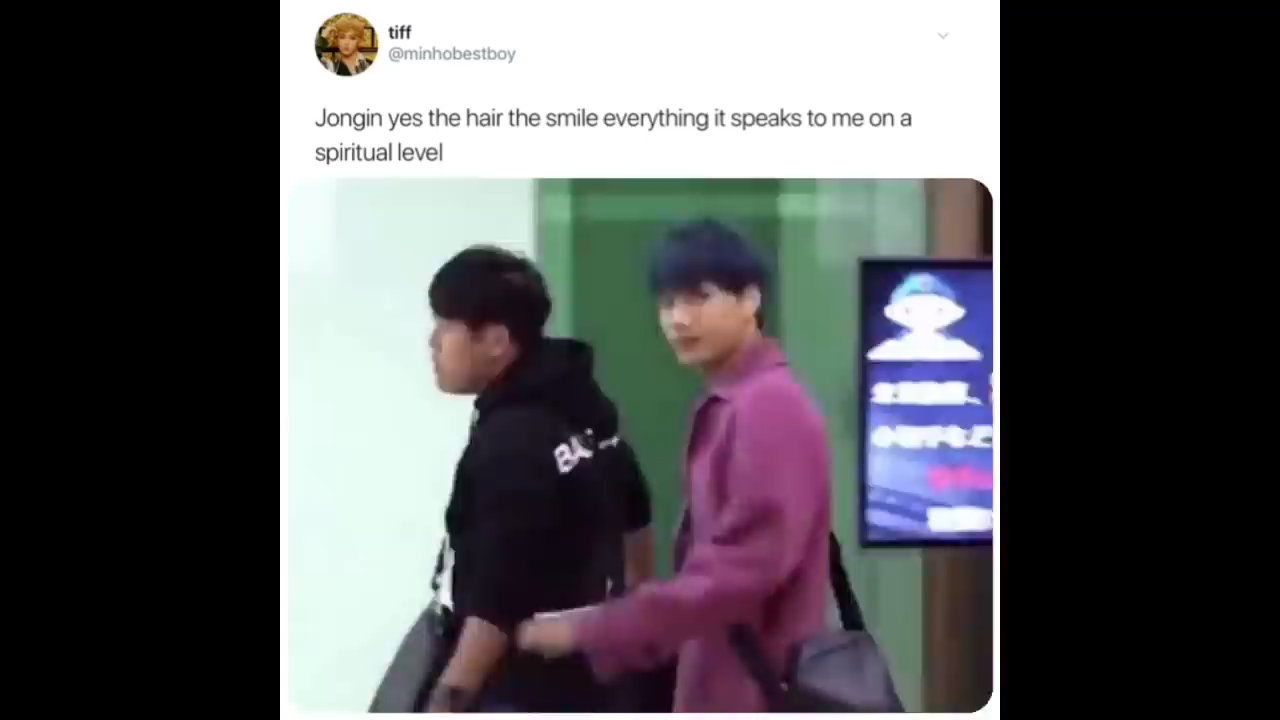 tiff
@minhobestboy
Jongin yes the hair the smile everything it speaks to me on a
spiritual level